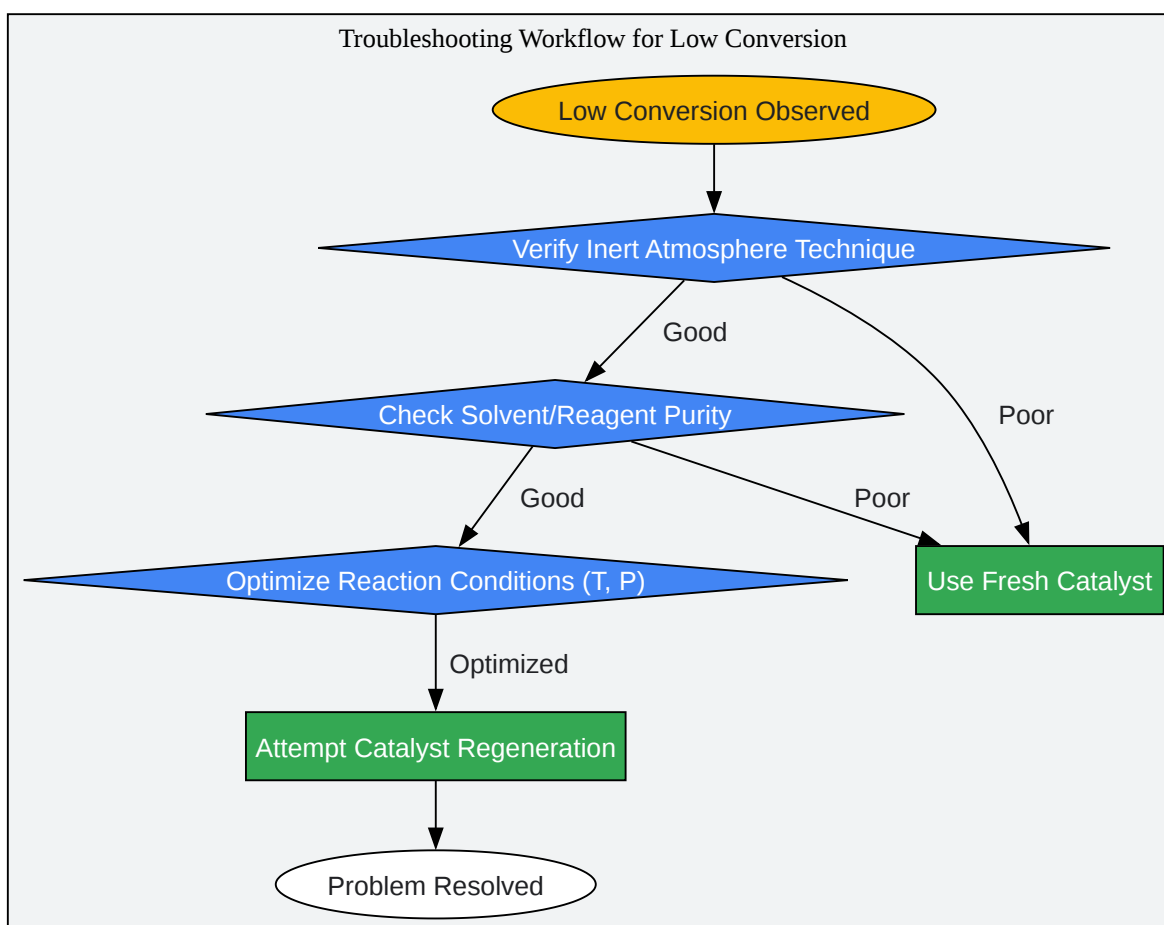 Troubleshooting Workflow for Low Conversion
Low Conversion Observed
Verify Inert Atmosphere Technique
Good
Poor
Check Solvent/Reagent Purity
Good
Poor
Optimize Reaction Conditions (T, P)
Use Fresh Catalyst
Optimized
Attempt Catalyst Regeneration
Problem Resolved